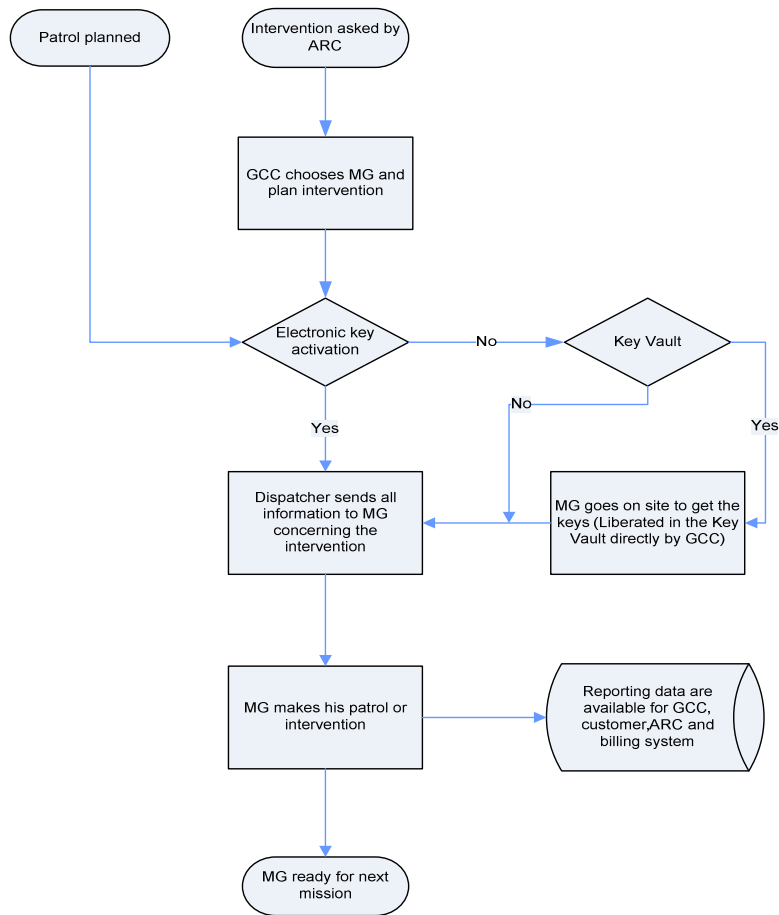 Patrol planned
Intervention asked by
ARC
GCC chooses MG and
plan intervention
Electronic key
activation
No
Key Vault
No
Yes
Yes
Dispatcher sends all
information to MG
concerning the
intervention
MG goes on site to get the
keys (Liberated in the Key
Vault directly by GCC)
MG makes his patrol or
intervention
Reporting data are
available for GCC,
customer,ARC and
billing system
MG ready for next
mission